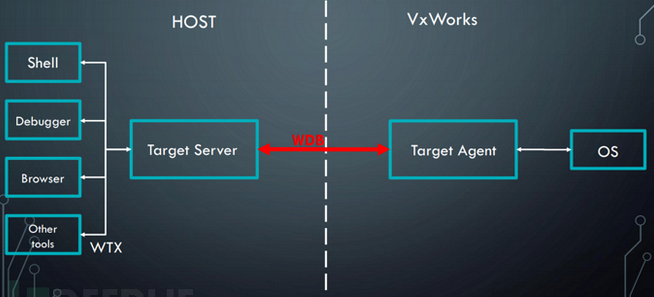 HOST
VxWorks
Shell
Debugger
Browser
Other
tools
WTX
Target Server
WDB
Target Agent
OS